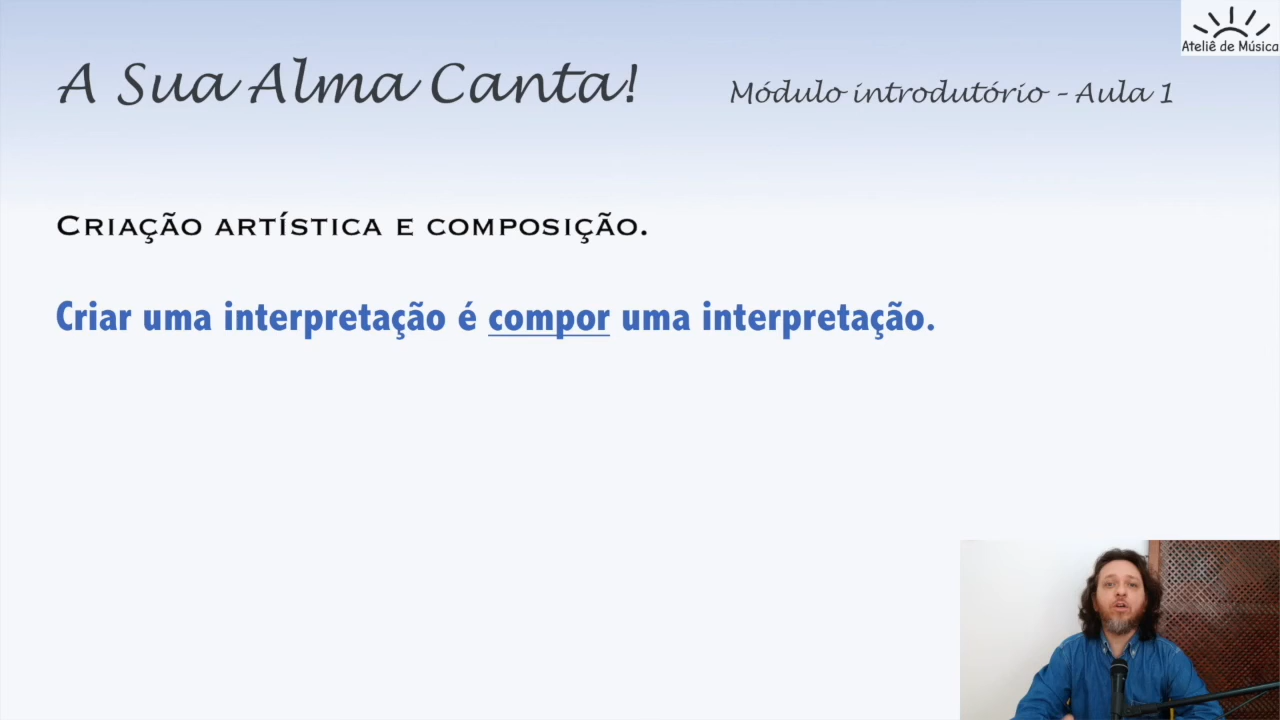 Ateliê de Música
A Sua Alma Canta!
Módulo introdutório – Aula 1
Criação artística e composição.
Criar uma interpretação é compor uma interpretação.